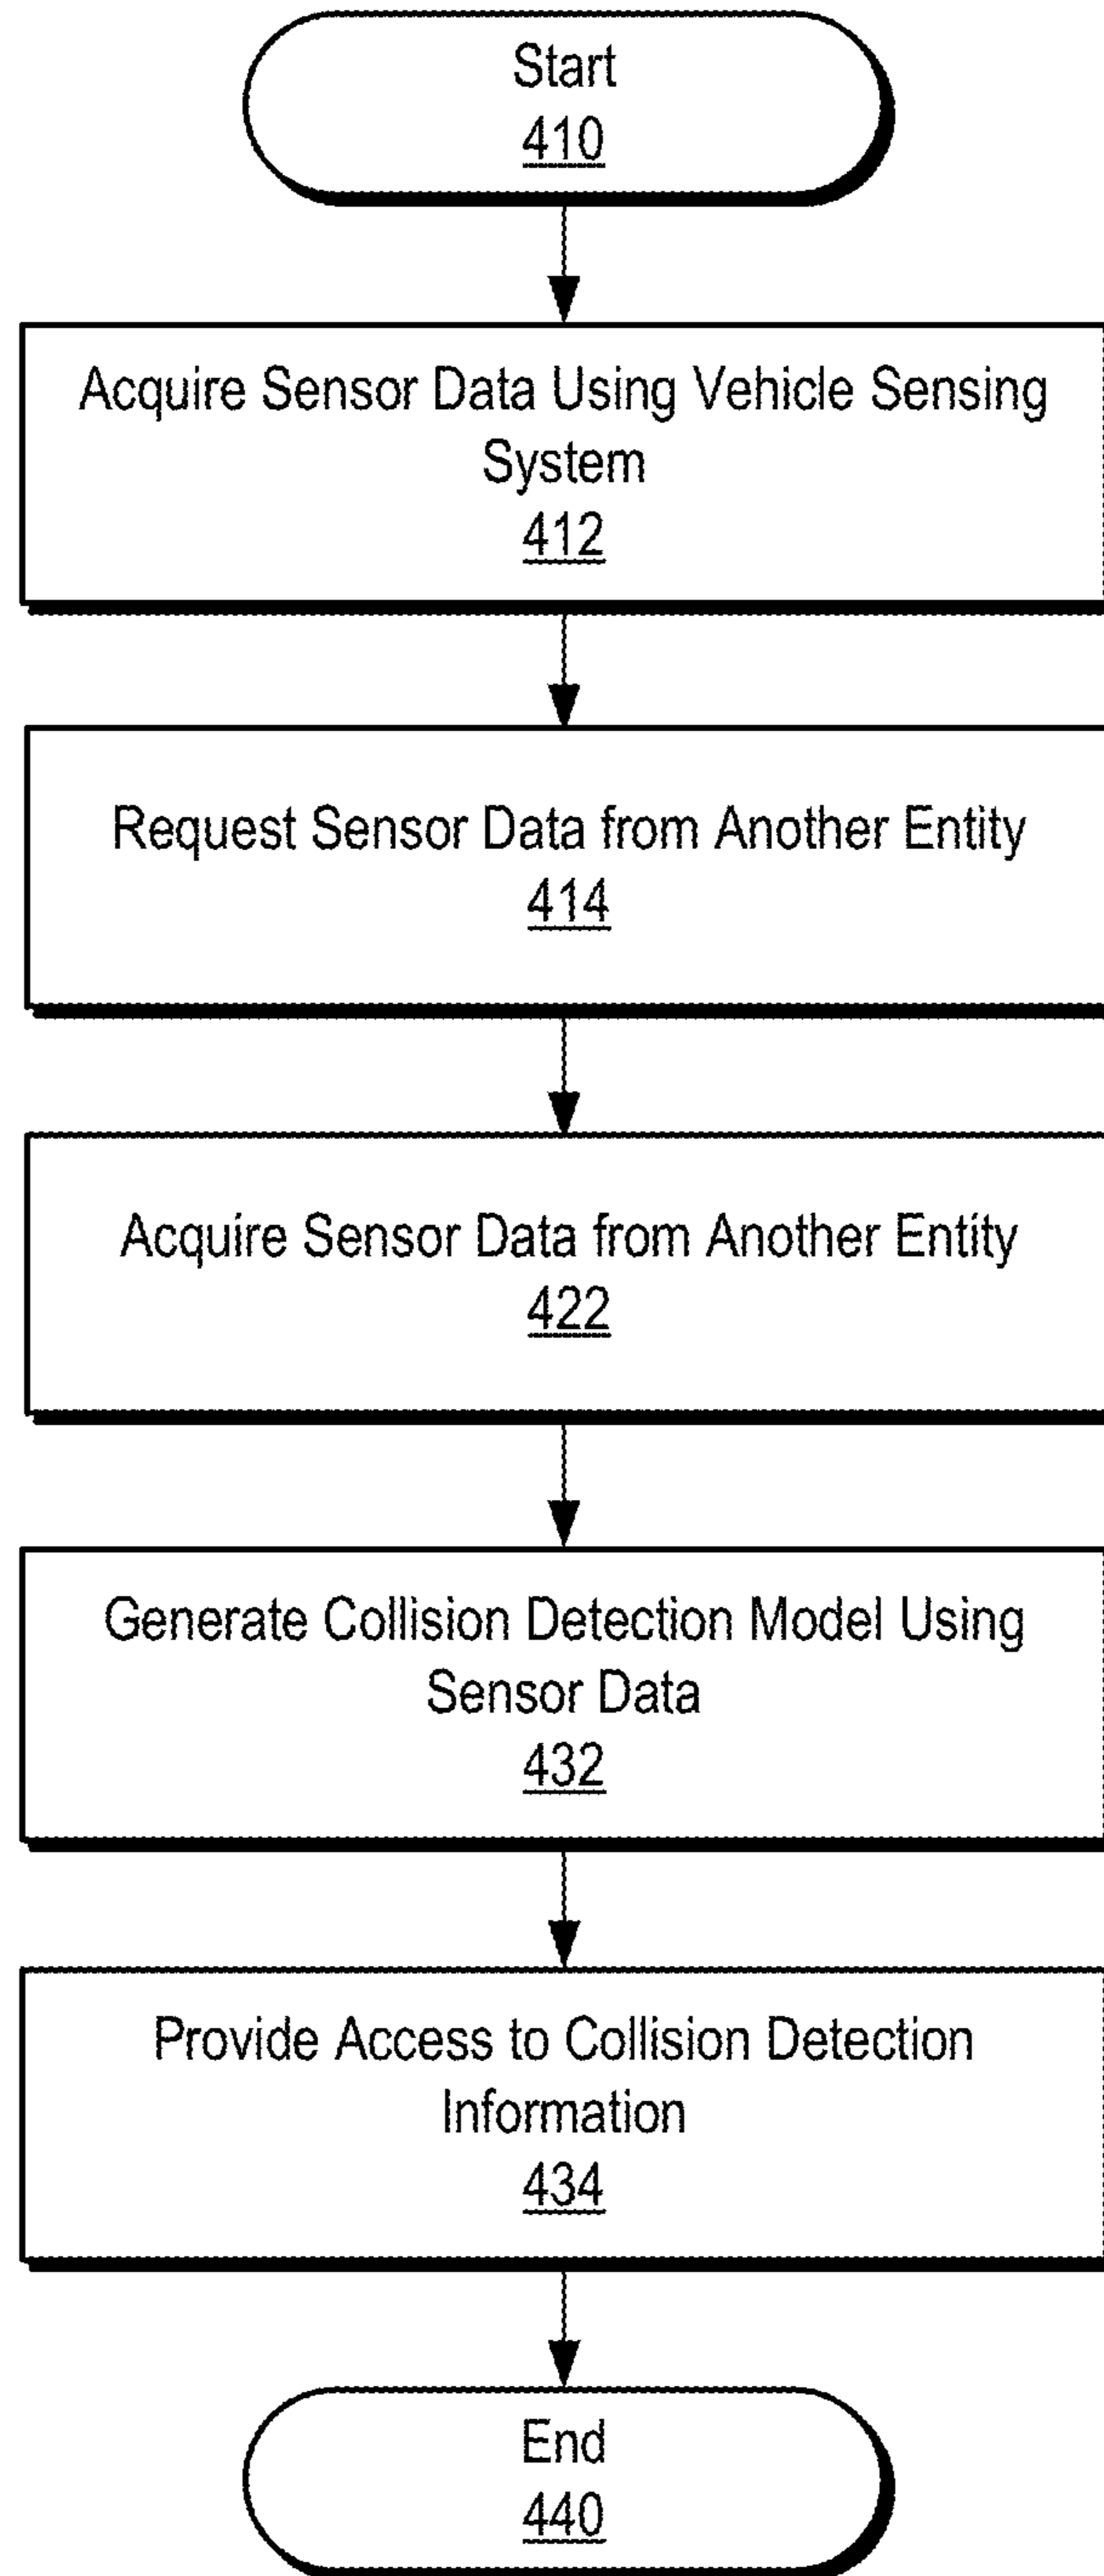 Start
410
Acquire Sensor Data Using Vehicle Sensing
System
412
Request Sensor Data from Another Entity
414
Acquire Sensor Data from Another Entity
422
Generate Collision Detection Model Using
Sensor Data
432
Provide Access to Collision Detection
Information
434
End
440